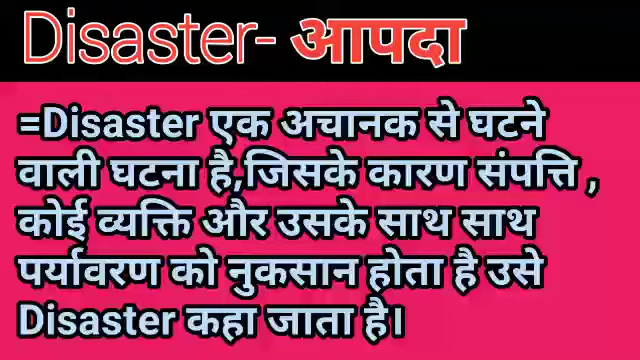 Disaster- आपदा
=Disaster एक अचानक से घटने
वाली घटना है,जिसके कारण संपत्ति ,
कोई व्यक्ति और उसके साथ साथ
पर्यावरण को नुकसान होता है उसे
Disaster कहा जाता है।